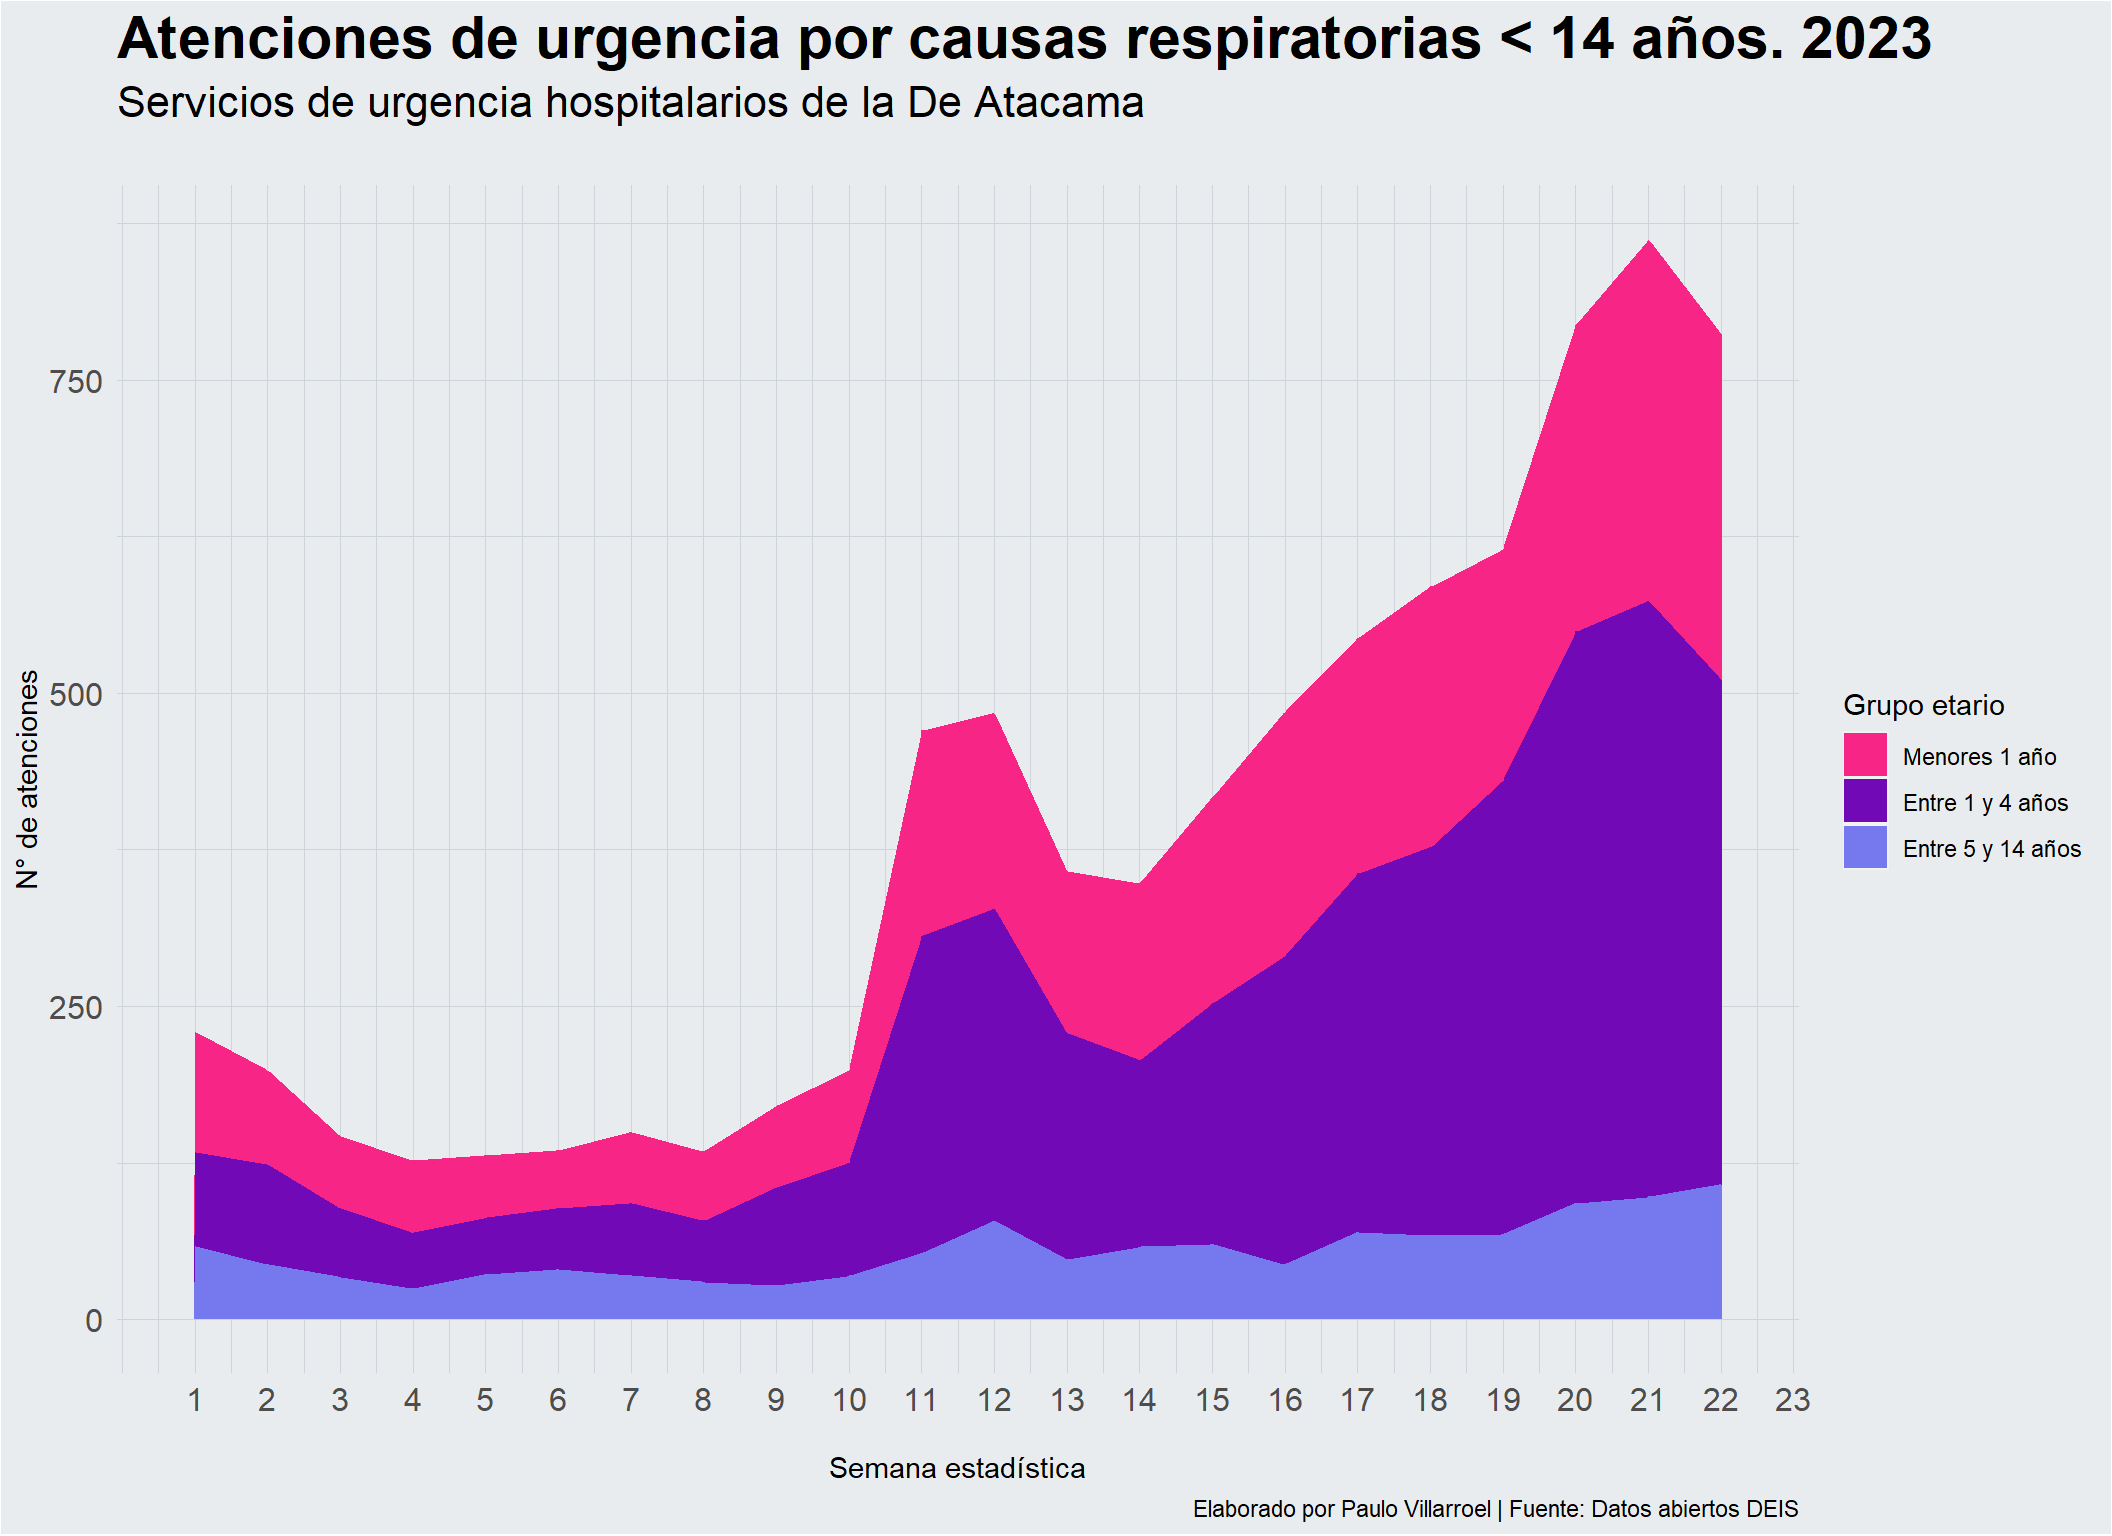 Atenciones de urgencia por causas respiratorias < 14 años. 2023
Servicios de urgencia hospitalarios de la De Atacama
750
500
250
0
N° de atenciones
1 2 3 4 5 6 7 8 9 10 11 12 13 14 15 16 17 18 19 20 21 22 23
Semana estadística
Grupo etario
Menores 1 año
Entre 1 y 4 años
Entre 5 y 14 años
Elaborado por Paulo Villarroel | Fuente: Datos abiertos DEIS